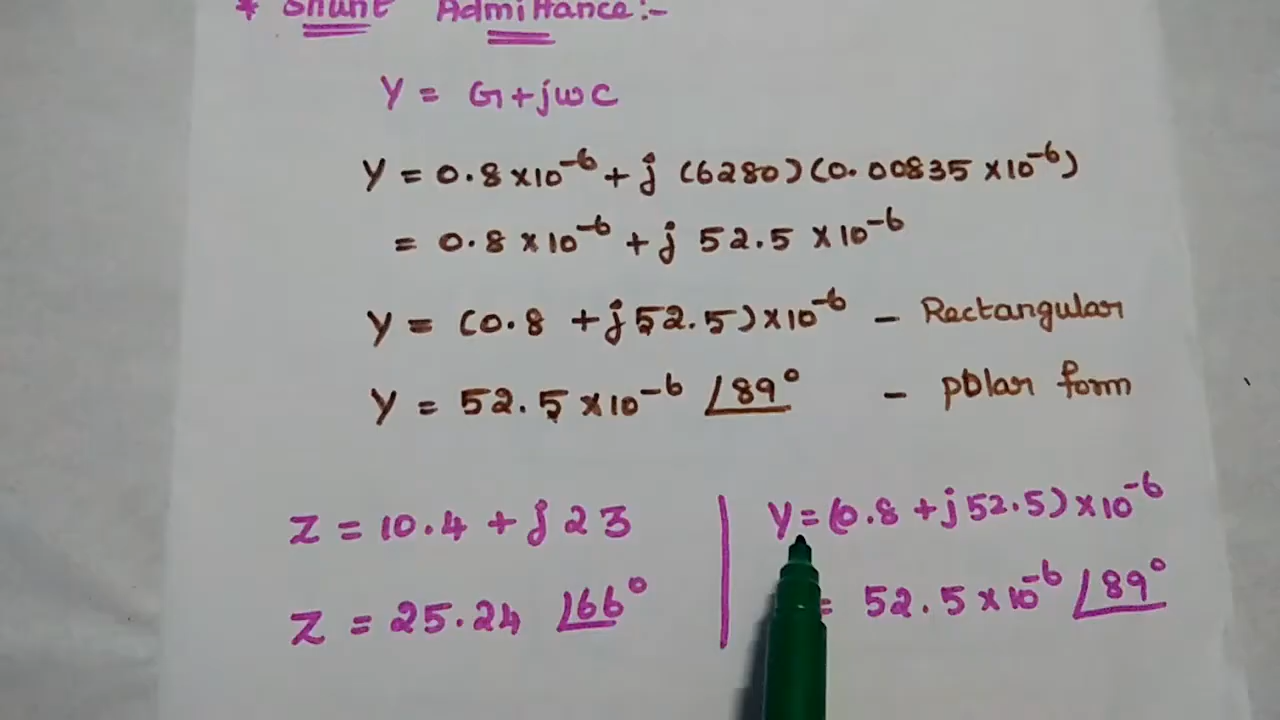 * Shunt Admittance:-
Y = G+jωC
Y = 0.8×10⁻⁶ + j (6280)(0.00835 ×10⁻⁶)
= 0.8×10⁻⁶ + j 52.5 ×10⁻⁶
Y = (0.8 + j52.5)×10⁻⁶ – Rectangular
Y = 52.5×10⁻⁶ ∠89° – polar form
Z = 10.4 + j23
Z = 25.24 ∠66°
Y = (0.8 + j52.5)×10⁻⁶
= 52.5×10⁻⁶ ∠89°